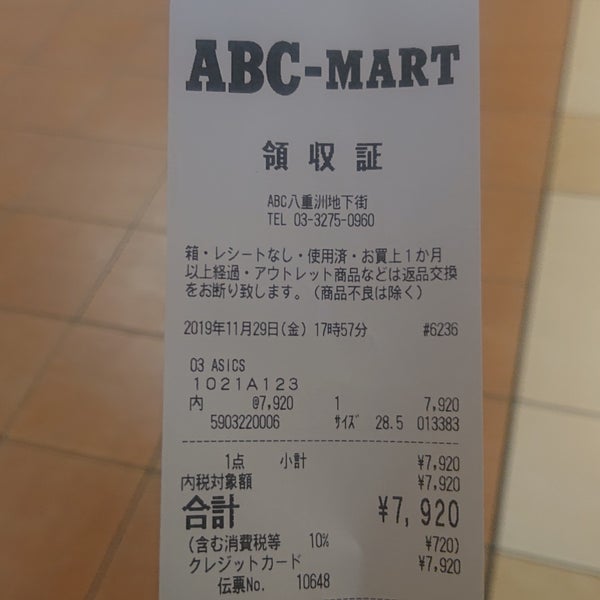 ABC-MART
領収証
ABC八重洲地下街
TEL 03-3275-0960
箱・レシートなし・使用済・お買上1か月
以上経過・アウトレット商品などは返品交換
をお断り致します。(商品不良は除く)
2019年11月29日(金) 17時57分 #6236
03 ASICS
1021A123
内 @7,920 1 7,920
5903220006 サイズ 28.5 013383
1点 小計 ¥7,920
内税対象額 ¥7,920
合計 ¥7,920
(含む消費税等 10% ¥720)
クレジットカード ¥7,920
伝票No. 10648